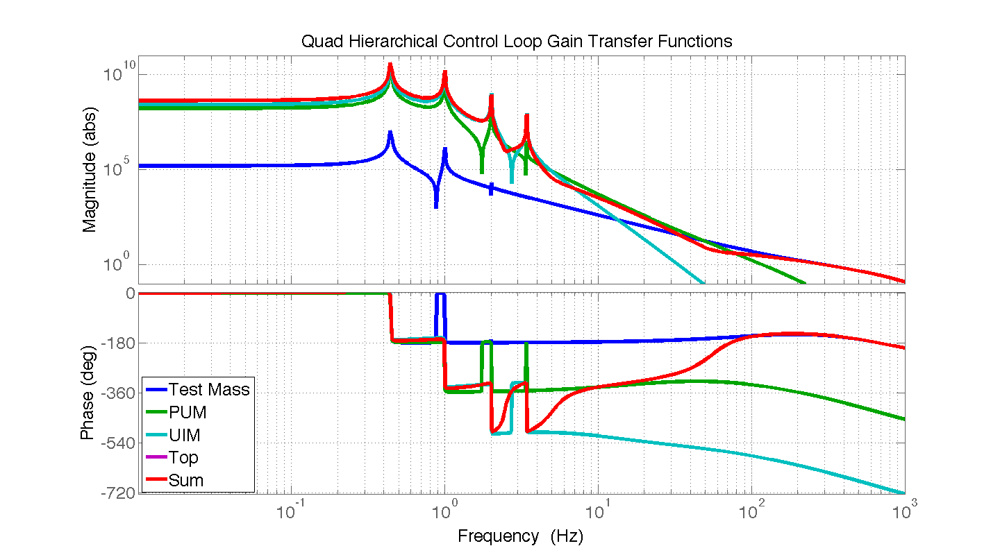 Quad Hierarchical Control Loop Gain Transfer Functions
Magnitude (abs)
10^10
10^5
10^0
Phase (deg)
0
-180
-360
-540
-720
Test Mass
PUM
UIM
Top
Sum
10^-1
10^0
10^1
10^2
10^3
Frequency (Hz)